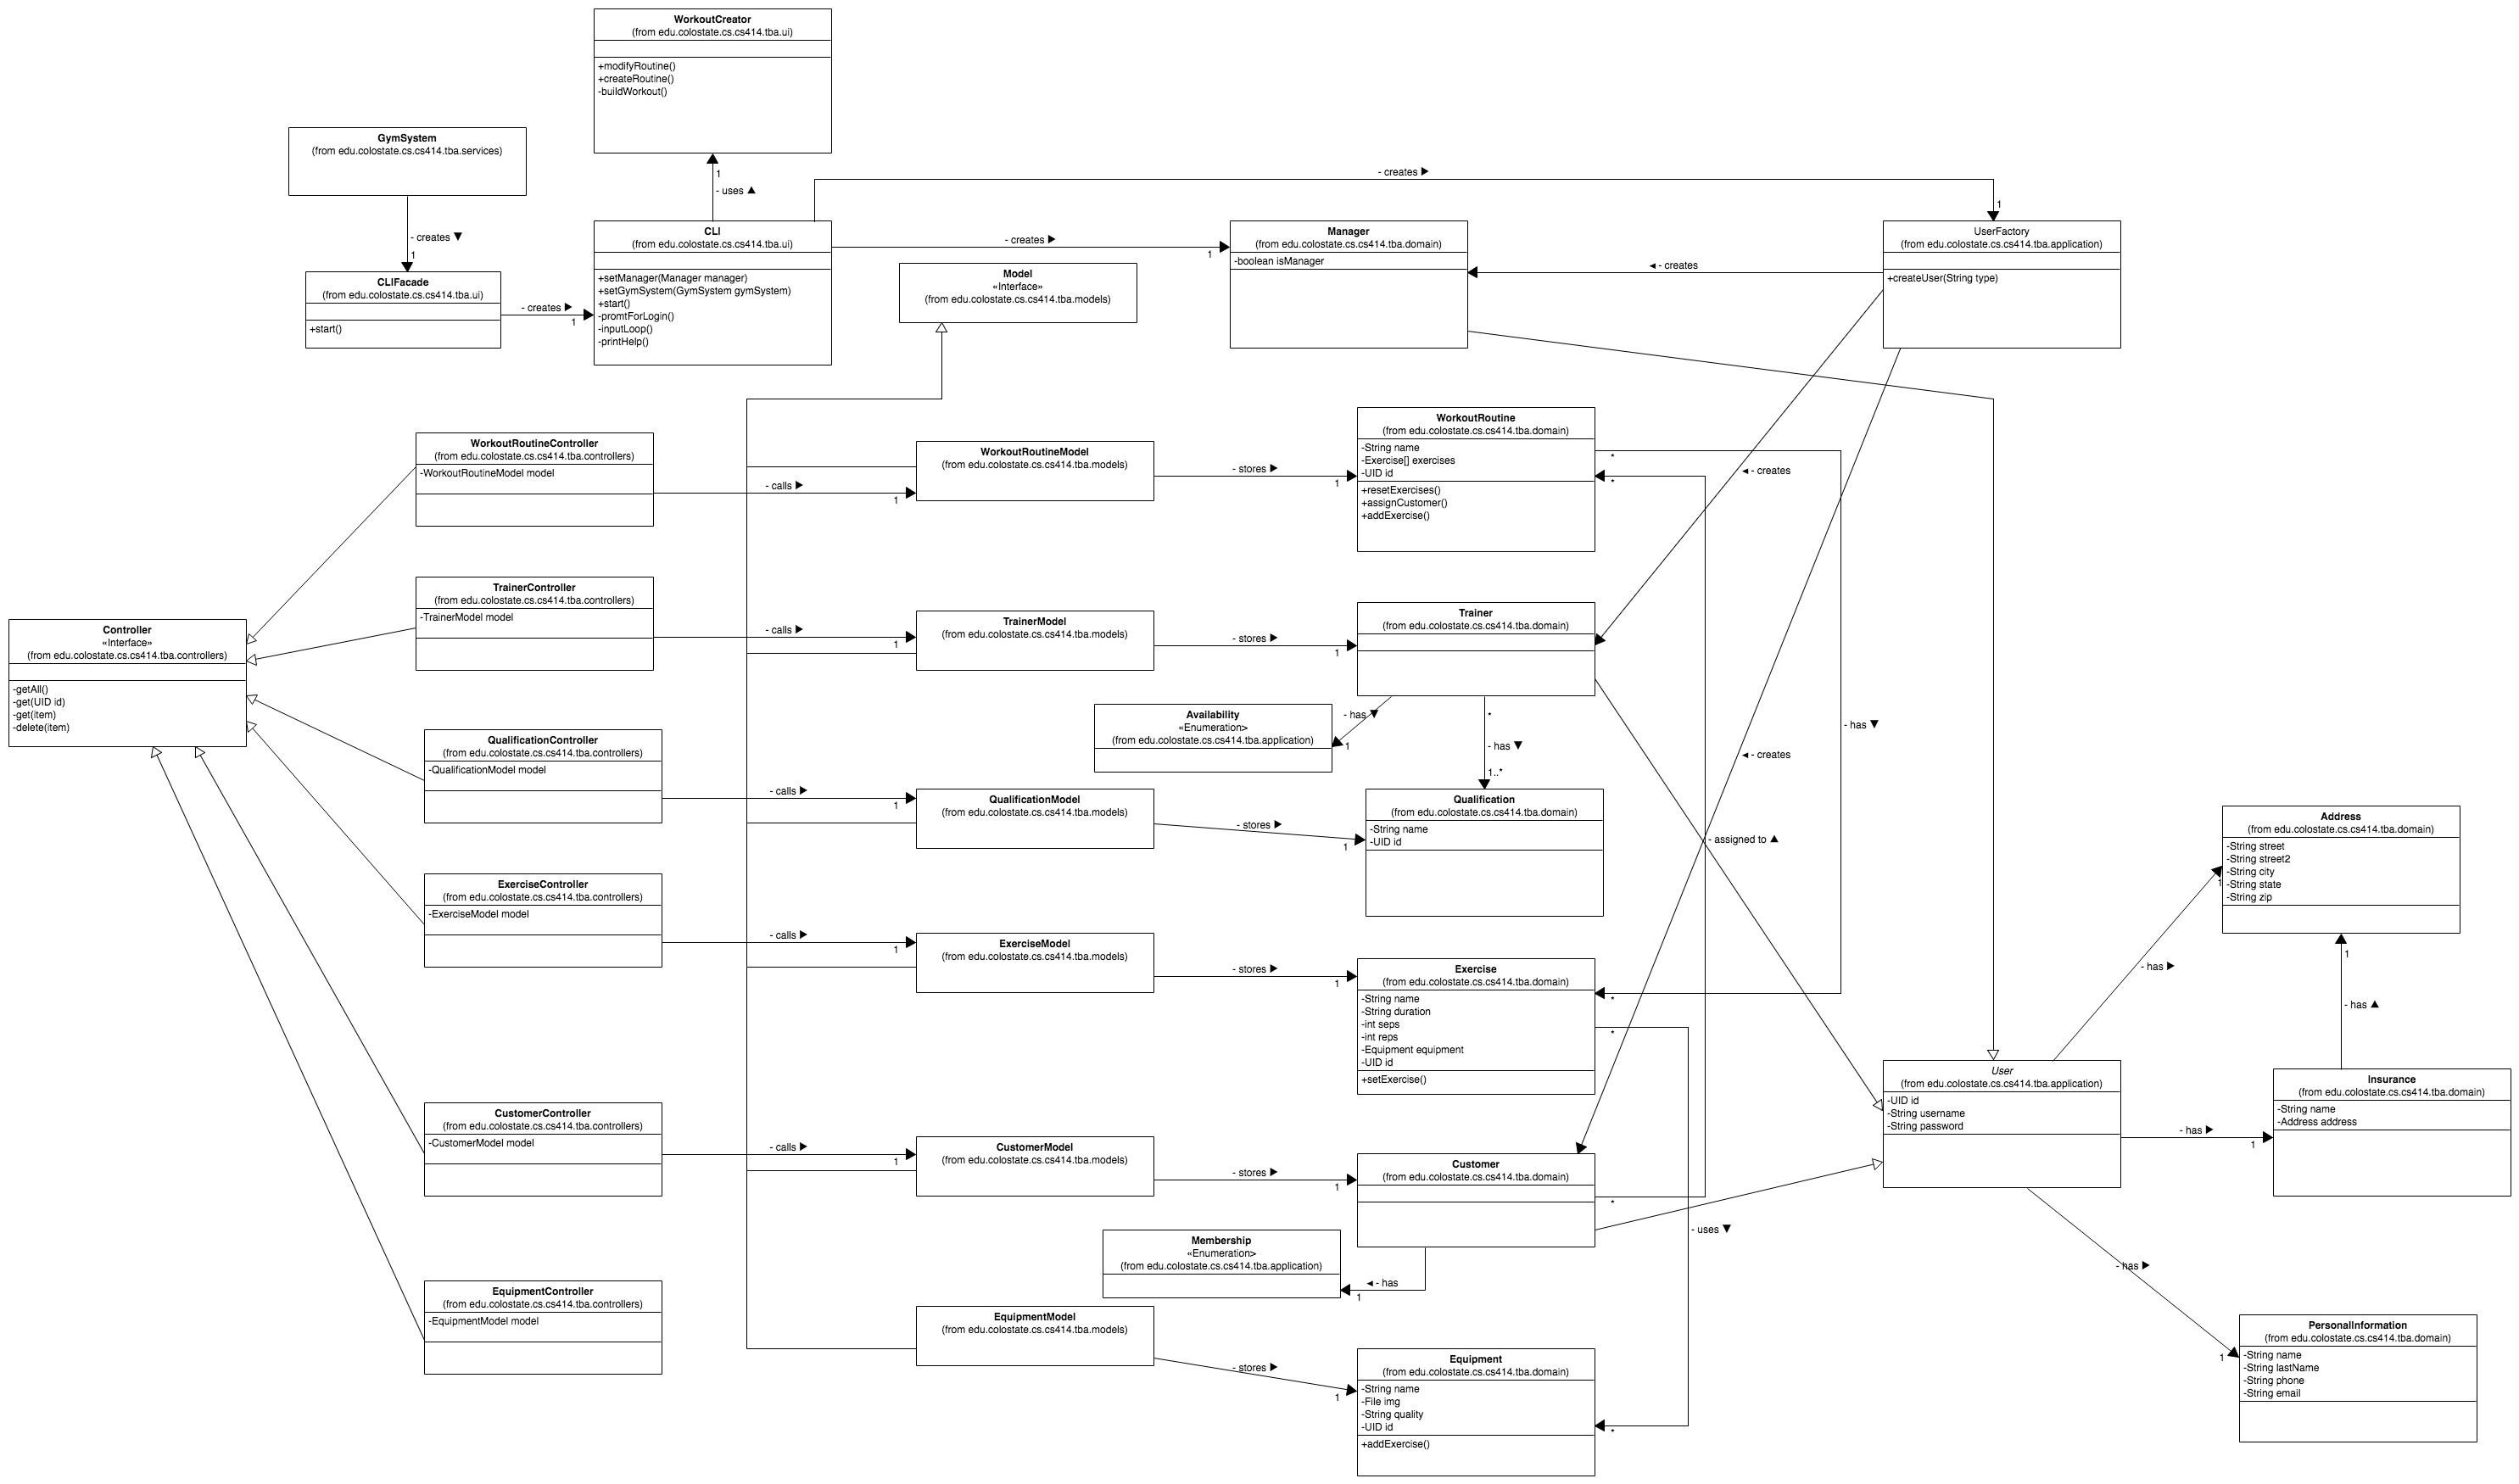 WorkoutCreator
(from edu.colostate.cs.cs414.tba.ui)
+modifyRoutine()
+createRoutine()
-buildWorkout()
GymSystem
(from edu.colostate.cs.cs414.tba.services)
1
- uses ▲
- creates ▶
1
- creates ▼
1
CLIFacade
(from edu.colostate.cs.cs414.tba.ui)
+start()
- creates ▶
1
CLI
(from edu.colostate.cs.cs414.tba.ui)
+setManager(Manager manager)
+setGymSystem(GymSystem gymSystem)
+start()
-promtForLogin()
-inputLoop()
-printHelp()
- creates ▶
1
Manager
(from edu.colostate.cs.cs414.tba.domain)
-boolean isManager
◀ - creates
UserFactory
(from edu.colostate.cs.cs414.tba.application)
+createUser(String type)
Model
«Interface»
(from edu.colostate.cs.cs414.tba.models)
WorkoutRoutineController
(from edu.colostate.cs.cs414.tba.controllers)
-WorkoutRoutineModel model
- calls ▶
1
WorkoutRoutineModel
(from edu.colostate.cs.cs414.tba.models)
- stores ▶
1
WorkoutRoutine
(from edu.colostate.cs.cs414.tba.domain)
-String name
-Exercise[] exercises
-UID id
+resetExercises()
+assignCustomer()
+addExercise()
*
*
◀ - creates
TrainerController
(from edu.colostate.cs.cs414.tba.controllers)
-TrainerModel model
- calls ▶
1
TrainerModel
(from edu.colostate.cs.cs414.tba.models)
- stores ▶
1
Trainer
(from edu.colostate.cs.cs414.tba.domain)
Controller
«Interface»
(from edu.colostate.cs.cs414.tba.controllers)
-getAll()
-get(UID id)
-get(item)
-delete(item)
Availability
«Enumeration>
(from edu.colostate.cs.cs414.tba.application)
- has ▼
1
*
- has ▼
1..*
- has ▼
◀ - creates
QualificationController
(from edu.colostate.cs.cs414.tba.controllers)
-QualificationModel model
- calls ▶
1
QualificationModel
(from edu.colostate.cs.cs414.tba.models)
- stores ▶
1
Qualification
(from edu.colostate.cs.cs414.tba.domain)
-String name
-UID id
- assigned to ▲
Address
(from edu.colostate.cs.cs414.tba.domain)
-String street
-String street2
-String city
-String state
-String zip
1
- has ▶
1
- has ▲
ExerciseController
(from edu.colostate.cs.cs414.tba.controllers)
-ExerciseModel model
- calls ▶
1
ExerciseModel
(from edu.colostate.cs.cs414.tba.models)
- stores ▶
1
Exercise
(from edu.colostate.cs.cs414.tba.domain)
-String name
-String duration
-int seps
-int reps
-Equipment equipment
-UID id
+setExercise()
*
*
User
(from edu.colostate.cs.cs414.tba.application)
-UID id
-String username
-String password
- has ▶
1
Insurance
(from edu.colostate.cs.cs414.tba.domain)
-String name
-Address address
CustomerController
(from edu.colostate.cs.cs414.tba.controllers)
-CustomerModel model
- calls ▶
1
CustomerModel
(from edu.colostate.cs.cs414.tba.models)
- stores ▶
1
Customer
(from edu.colostate.cs.cs414.tba.domain)
*
- uses ▼
Membership
«Enumeration>
(from edu.colostate.cs.cs414.tba.application)
◀ - has
1
- has ▶
1
EquipmentController
(from edu.colostate.cs.cs414.tba.controllers)
-EquipmentModel model
EquipmentModel
(from edu.colostate.cs.cs414.tba.models)
- stores ▶
1
Equipment
(from edu.colostate.cs.cs414.tba.domain)
-String name
-File img
-String quality
-UID id
+addExercise()
*
PersonalInformation
(from edu.colostate.cs.cs414.tba.domain)
-String name
-String lastName
-String phone
-String email